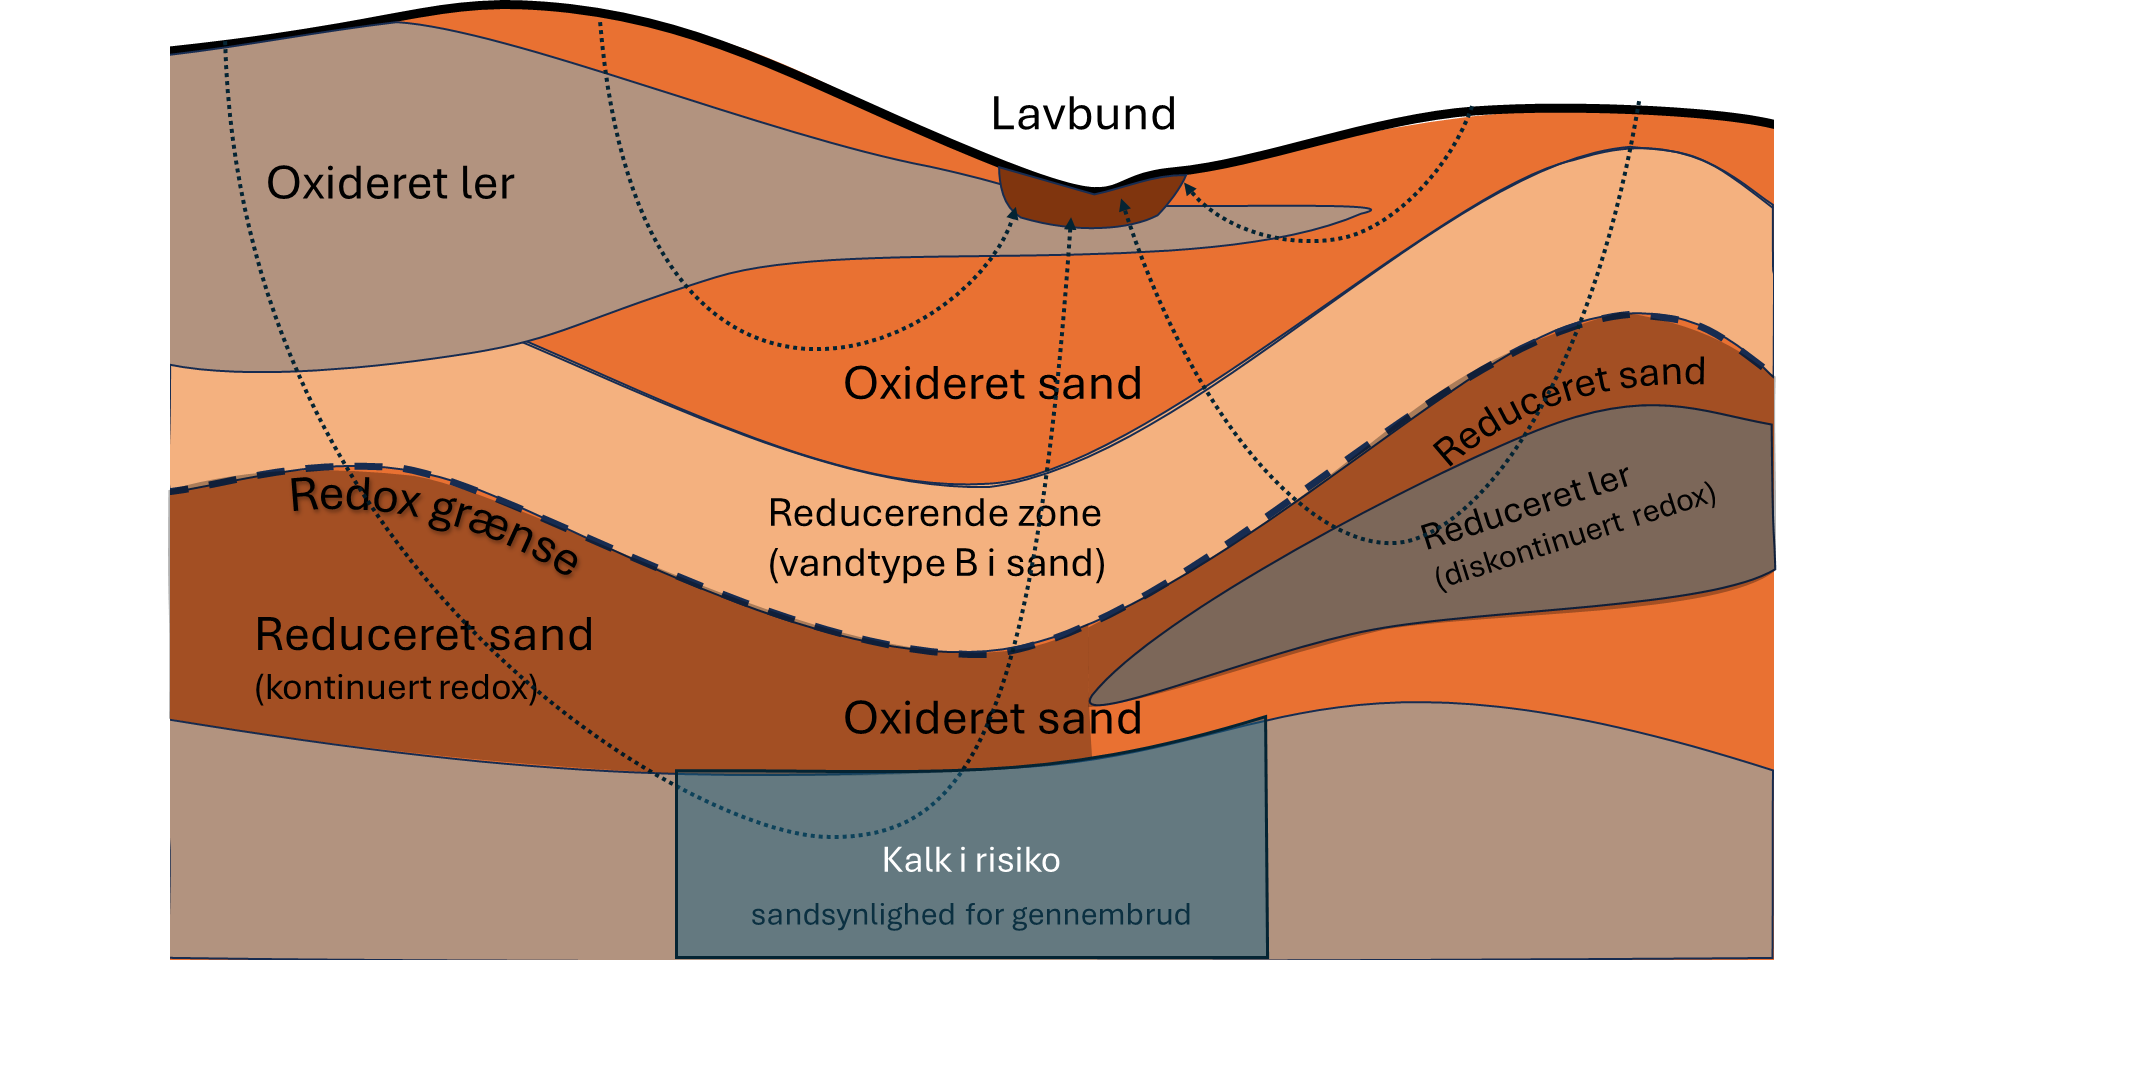 Lavbund
Oxideret ler
Oxideret sand
Reduceret sand
Reduceret ler
(diskontinuert redox)
Redox grænse
Reducerende zone
(vandtype B i sand)
Reduceret sand
(kontinuert redox)
Oxideret sand
Kalk i risiko
sandsynlighed for gennembrud